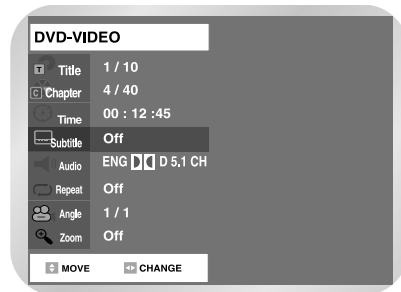 DVD-VIDEO
T Title 1 / 10
C Chapter 4 / 40
Time 00 : 12 :45
Subtitle Off
Audio ENG D 5.1 CH
Repeat Off
Angle 1 / 1
Zoom Off
MOVE CHANGE